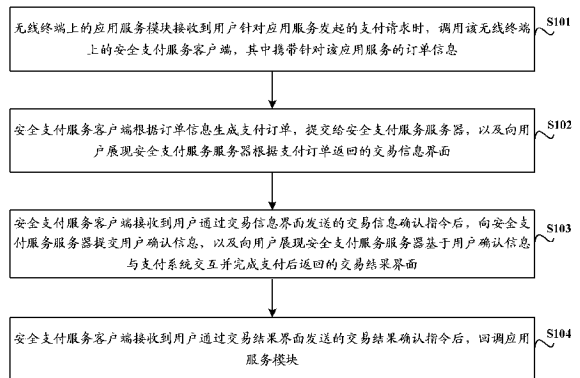 无线终端上的应用服务模块接收到用户针对应用服务发起的支付请求时，调用该无线终端
上的安全支付服务客户端，其中携带针对该应用服务的订单信息
S101
安全支付服务客户端根据订单信息生成支付订单，提交给安全支付服务服务器，以及向用
户展现安全支付服务服务器根据支付订单返回的交易信息界面
S102
安全支付服务客户端接收到用户通过交易信息界面发送的交易信息确认指令后，向安全支
付服务服务器提交用户确认信息，以及向用户展现安全支付服务服务器基于用户确认信息
与支付系统交互并完成支付后返回的交易结果界面
S103
安全支付服务客户端接收到用户通过交易结果界面发送的交易结果确认指令后，回调应用
服务模块
S104